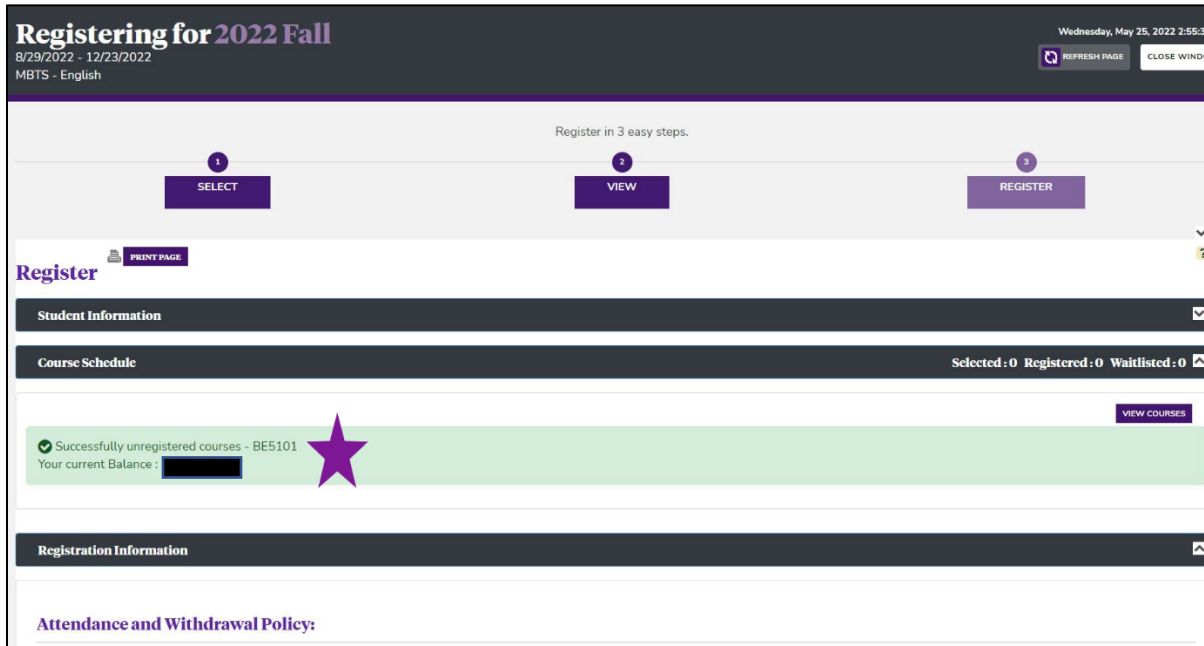 Registering for 2022 Fall
8/29/2022 - 12/23/2022
MBTS - English
Wednesday, May 25, 2022 2:55:3
REFRESH PAGE
CLOSE WIND
Register in 3 easy steps.
1
SELECT
2
VIEW
3
REGISTER
?
Register
PRINT PAGE
Student Information
Course Schedule
Selected : 0 Registered : 0 Waitlisted : 0
VIEW COURSES
Successfully unregistered courses - BE5101
Your current Balance :
Registration Information
Attendance and Withdrawal Policy: